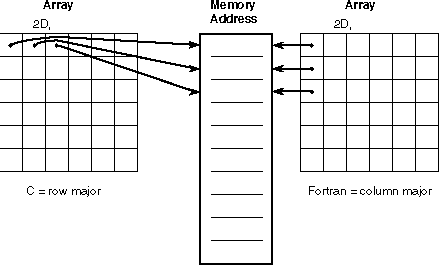 Array
2D,
Memory
Address
Array
2D,
C = row major
Fortran = column major